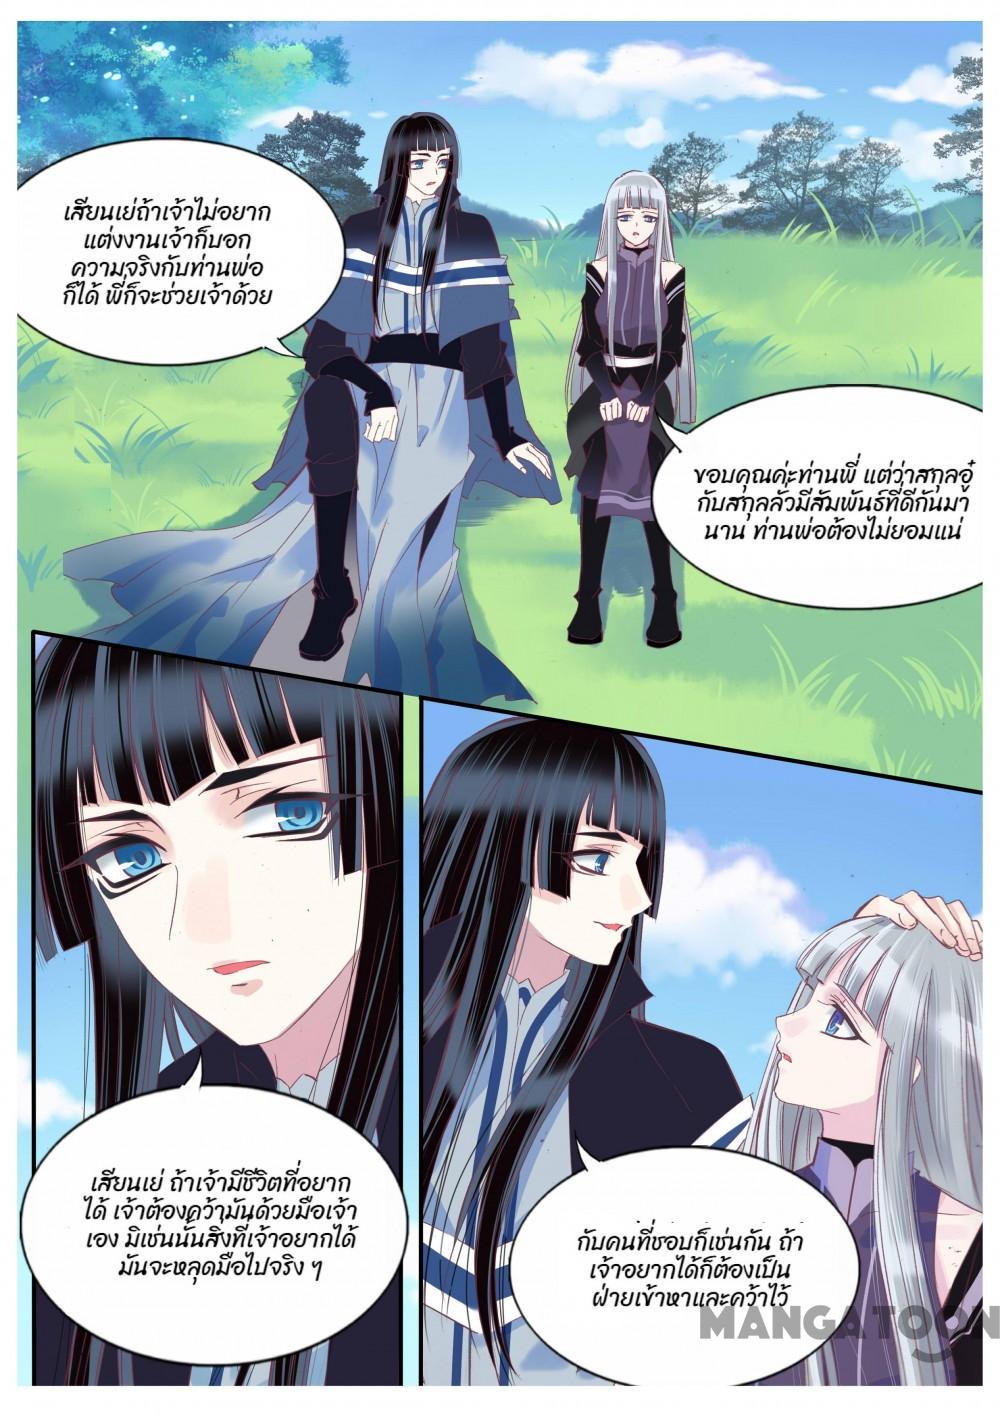 เสียนเย่ถ้าเจ้าไม่อยาก
แต่งงานเจ้าก็บอก
ความจริงกับท่านพ่อ
ก็ได้ พี่ก็จะช่วยเจ้าด้วย
ขอบคุณค่ะท่านพี่ แต่ว่าสกุลอู๋
กับสกุลลั่วมีสัมพันธ์ที่ดีกันมา
นาน ท่านพ่อต้องไม่ยอมแน่
เสียนเย่ ถ้าเจ้ามีชีวิตที่อยาก
ได้ เจ้าต้องคว้ามันด้วยมือเจ้า
เอง มิเช่นนั้นสิ่งที่เจ้าอยากได้
มันจะหลุดมือไปจริง ๆ
กับคนที่ชอบก็เช่นกัน ถ้า
เจ้าอยากได้ก็ต้องเป็น
ฝ่ายเข้าหาและคว้าไว้
MANGATOON